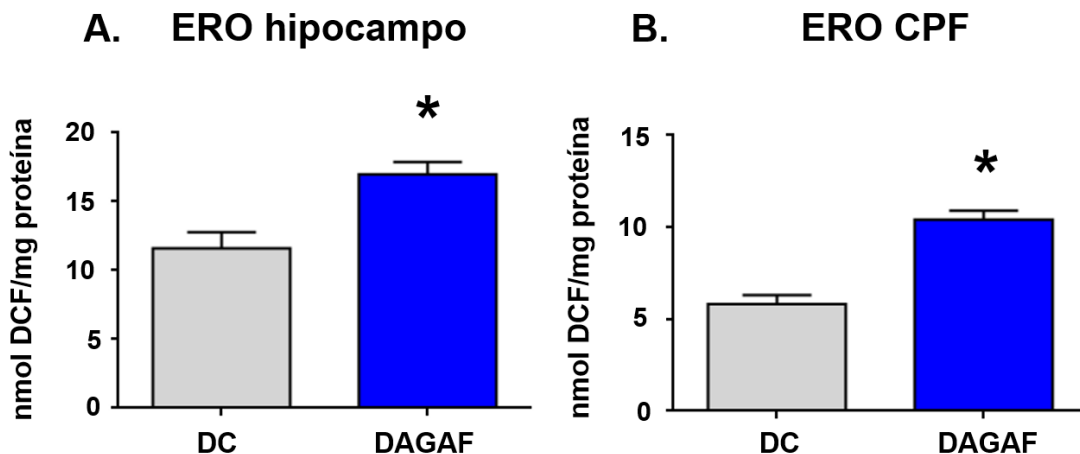 A. ERO hipocampo
nmol DCF/mg proteína
20
15
10
5
0
*
DC
DAGAF
B. ERO CPF
nmol DCF/mg proteína
15
10
5
0
*
DC
DAGAF